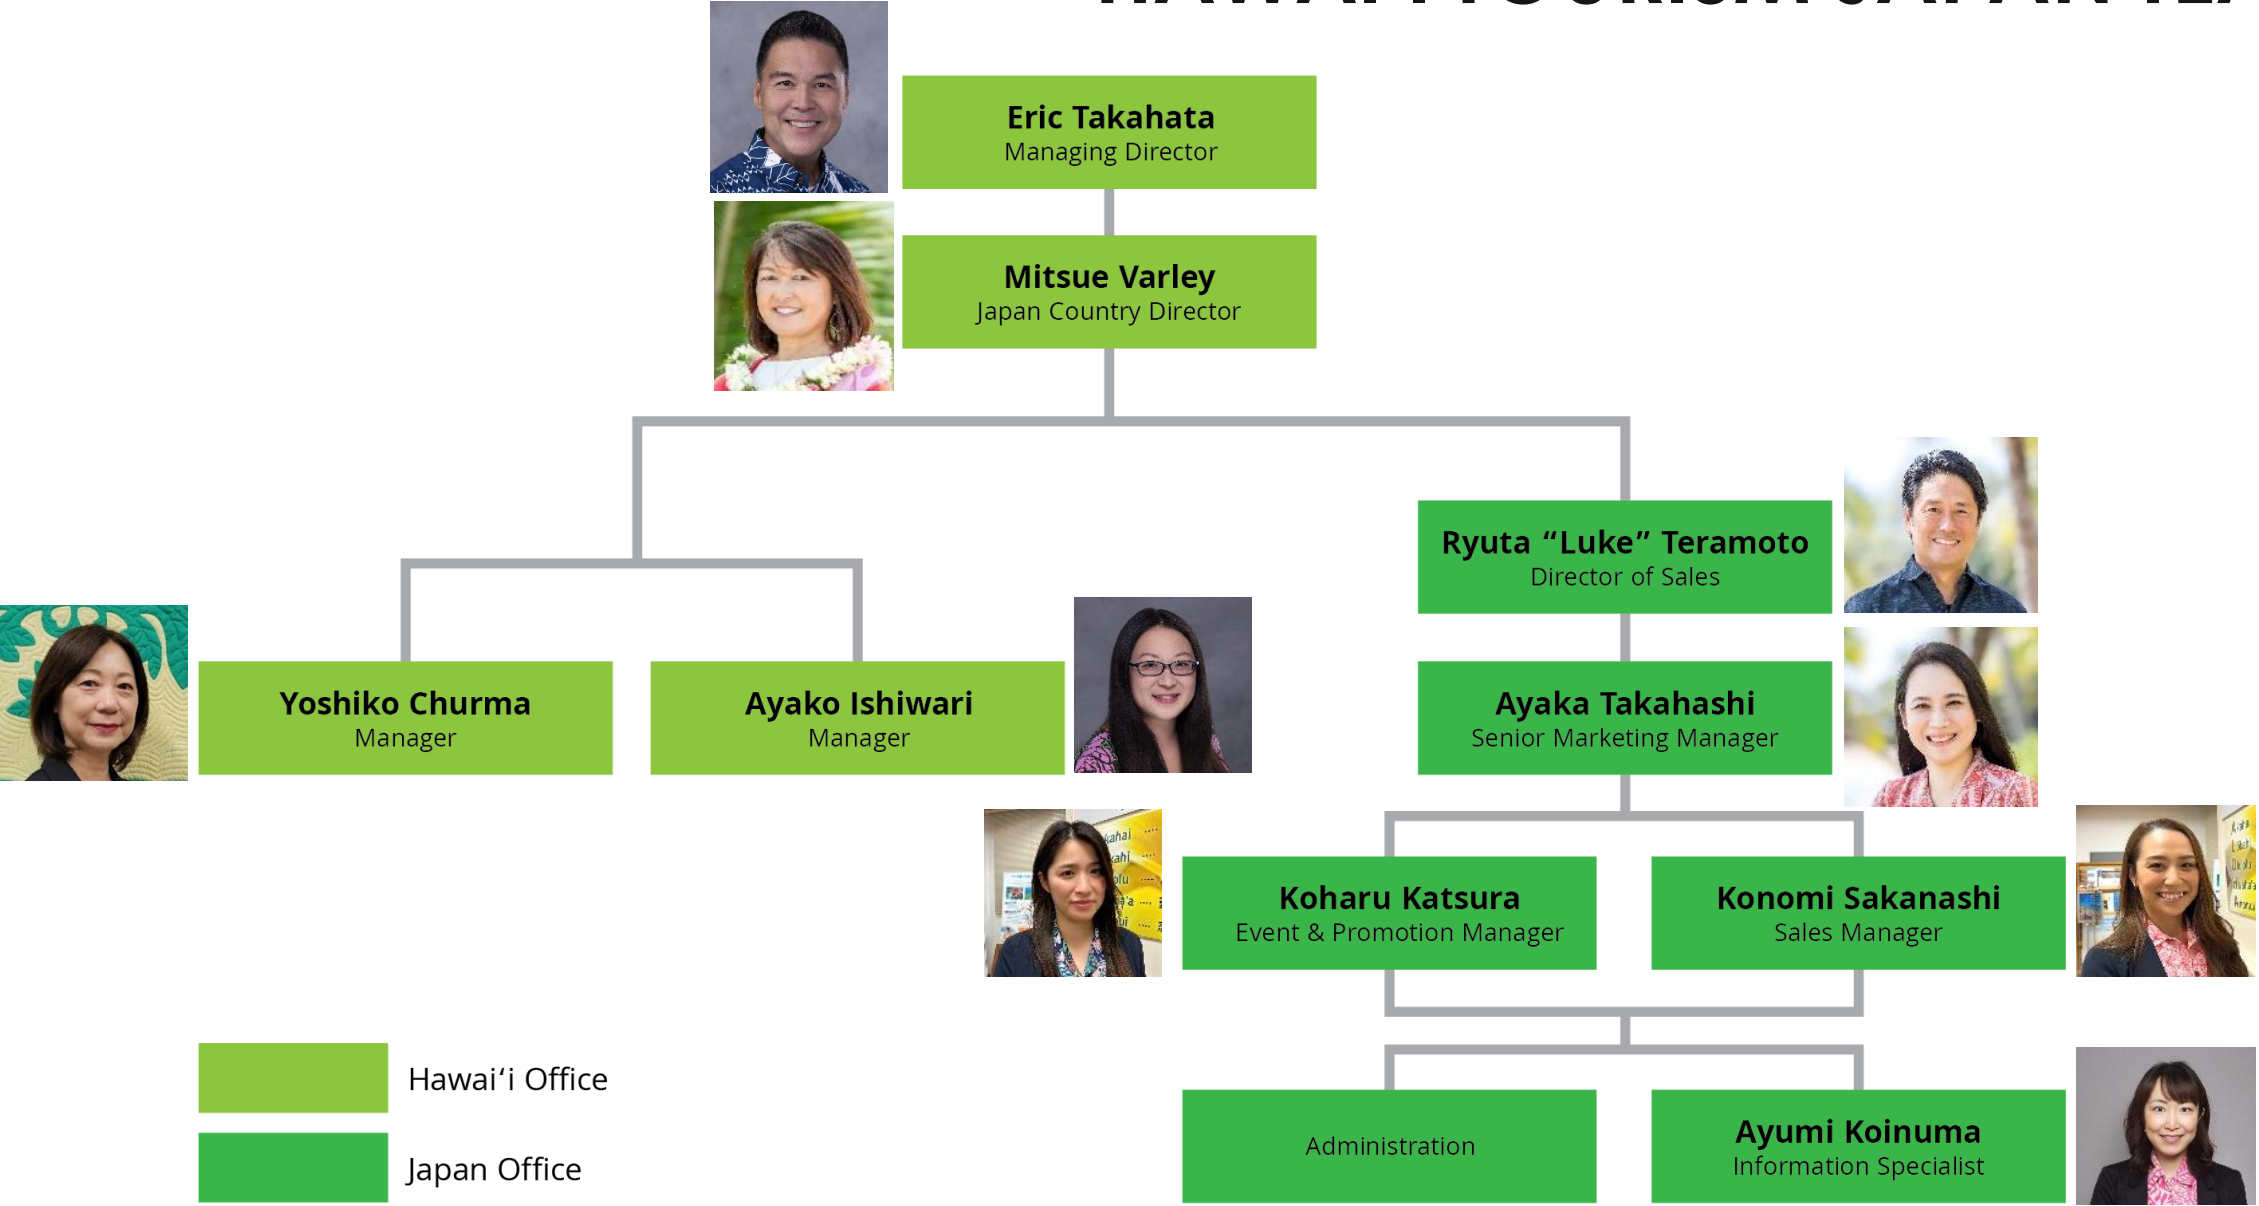 Eric Takahata
Managing Director
Mitsue Varley
Japan Country Director
Ryuta “Luke” Teramoto
Director of Sales
Yoshiko Churma
Manager
Ayako Ishiwari
Manager
Ayaka Takahashi
Senior Marketing Manager
Koharu Katsura
Event & Promotion Manager
Konomi Sakanashi
Sales Manager
Administration
Ayumi Koinuma
Information Specialist
Hawai‘i Office
Japan Office